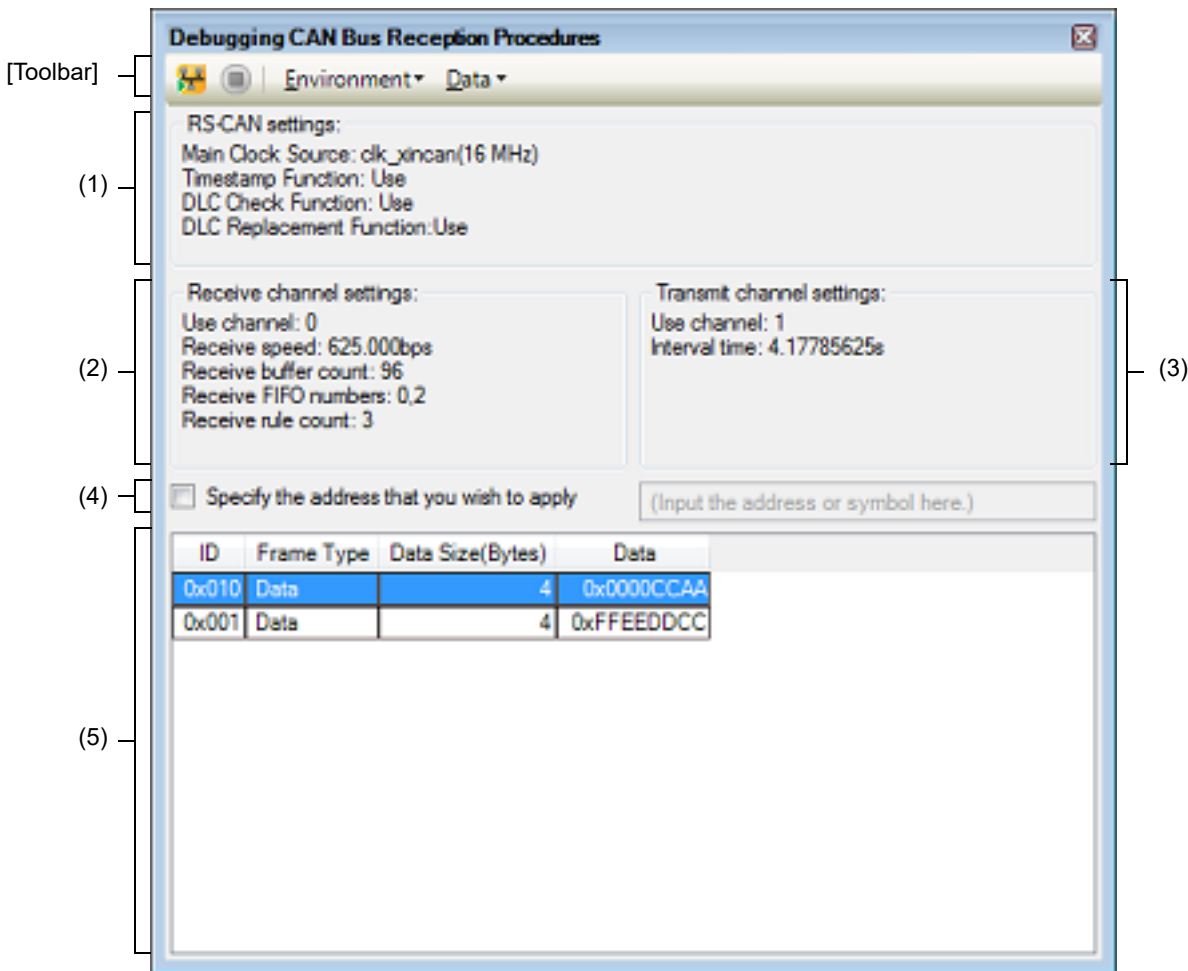 Debugging CAN Bus Reception Procedures
[Toolbar]
Environment Data
(1)
RS-CAN settings:
Main Clock Source: clk_xincan(16 MHz)
Timestamp Function: Use
DLC Check Function: Use
DLC Replacement Function:Use
(2)
Receive channel settings:
Use channel: 0
Receive speed: 625.000bps
Receive buffer count: 96
Receive FIFO numbers: 0,2
Receive rule count: 3
Transmit channel settings:
Use channel: 1
Interval time: 4.17785625s
(3)
(4)
Specify the address that you wish to apply
(Input the address or symbol here.)
(5)
ID Frame Type Data Size(Bytes) Data
0x010 Data 4 0x0000CCAA
0x001 Data 4 0xFFEEDDCC